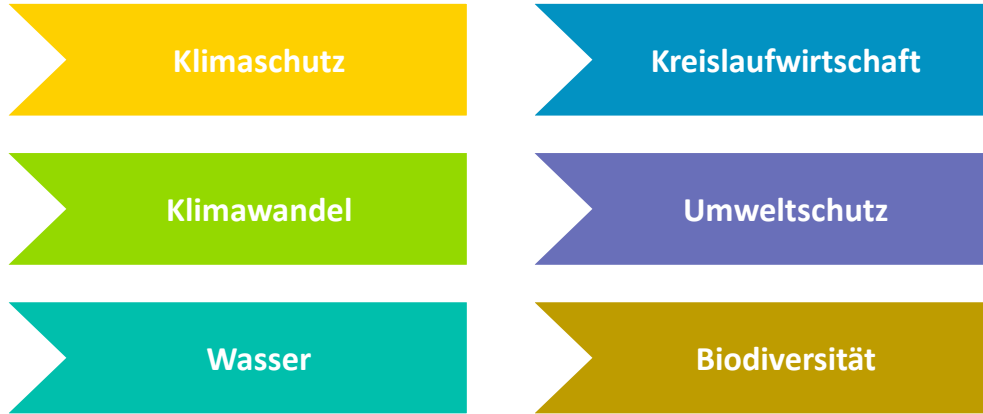 Klimaschutz
Kreislaufwirtschaft
Klimawandel
Umweltschutz
Wasser
Biodiversität